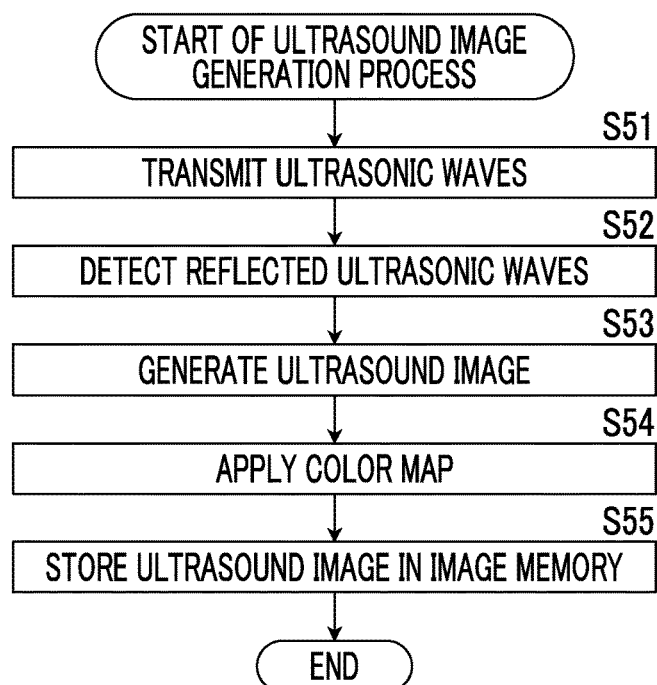 START OF ULTRASOUND IMAGE
GENERATION PROCESS
S51
TRANSMIT ULTRASONIC WAVES
S52
DETECT REFLECTED ULTRASONIC WAVES
S53
GENERATE ULTRASOUND IMAGE
S54
APPLY COLOR MAP
S55
STORE ULTRASOUND IMAGE IN IMAGE MEMORY
END